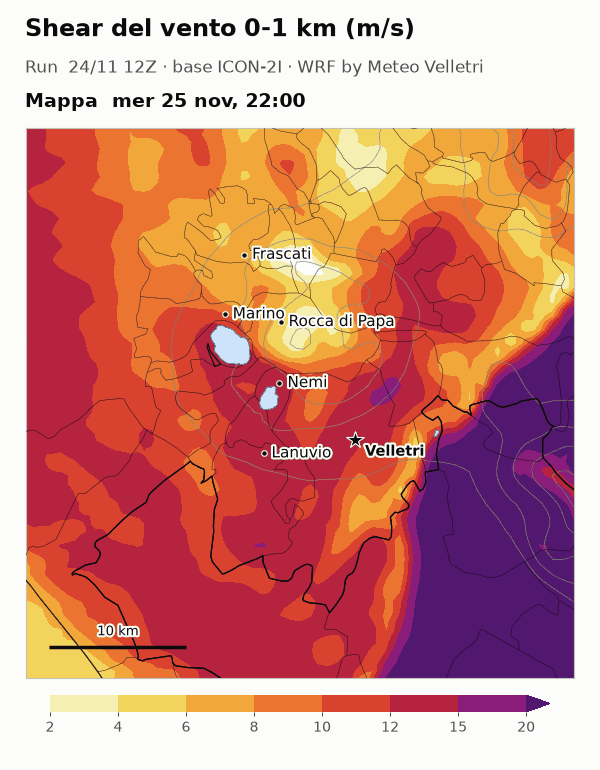 Shear del vento 0-1 km (m/s)
Run  24/11 12Z · base ICON-2I · WRF by Meteo Velletri
Mappa  mer 25 nov, 22:00
Frascati
Marino
Rocca di Papa
Nemi
Velletri
Lanuvio
10 km
2 4 6 8 10 12 15 20